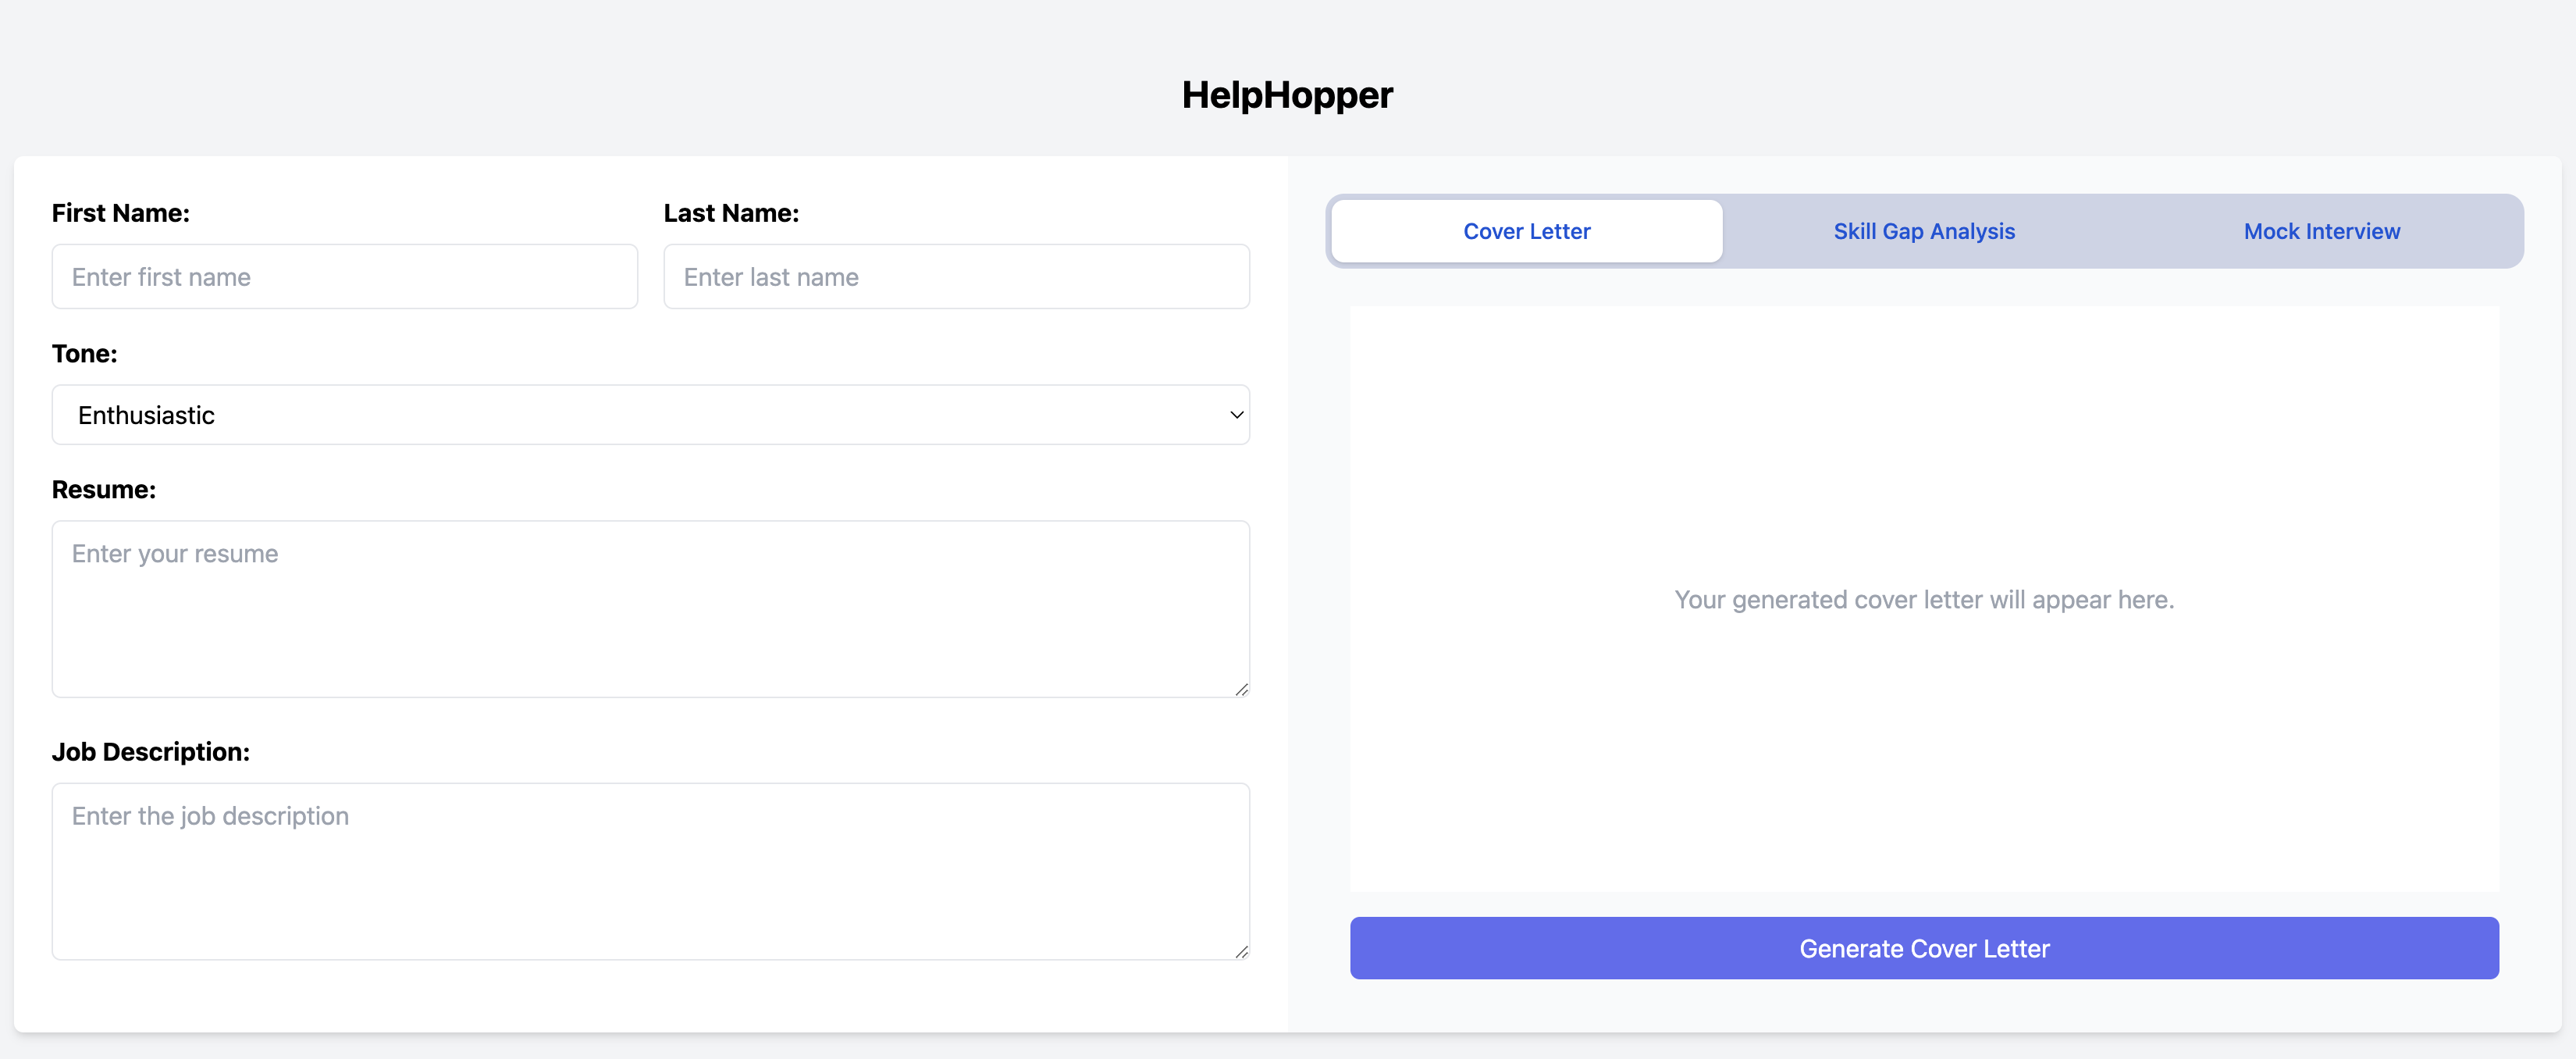 HelpHopper
First Name:
Enter first name
Last Name:
Enter last name
Tone:
Enthusiastic
Resume:
Enter your resume
Job Description:
Enter the job description
Cover Letter
Skill Gap Analysis
Mock Interview
Your generated cover letter will appear here.
Generate Cover Letter